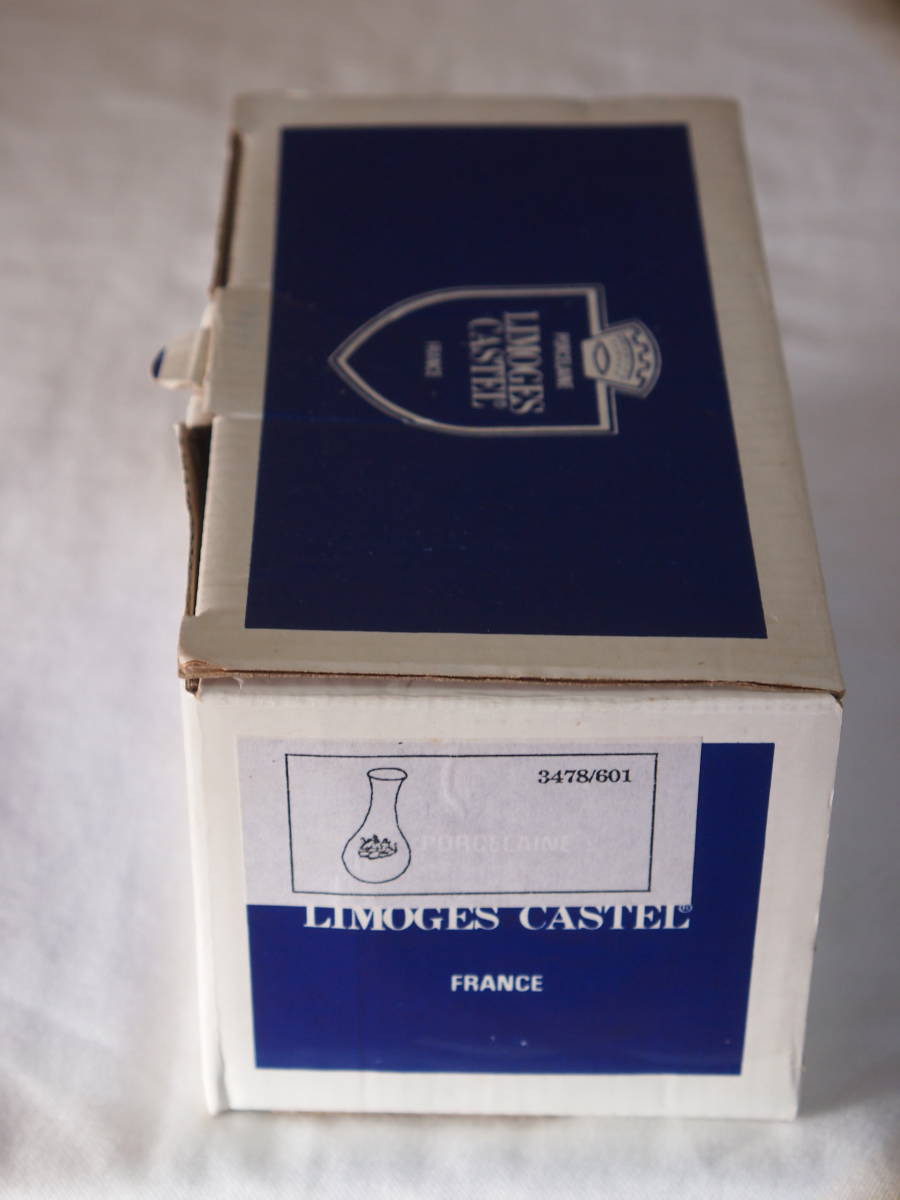 PORCELAINE
LIMOGES
CASTEL®
FRANCE
3478/601
PORCELAINE
LIMOGES CASTEL®
FRANCE